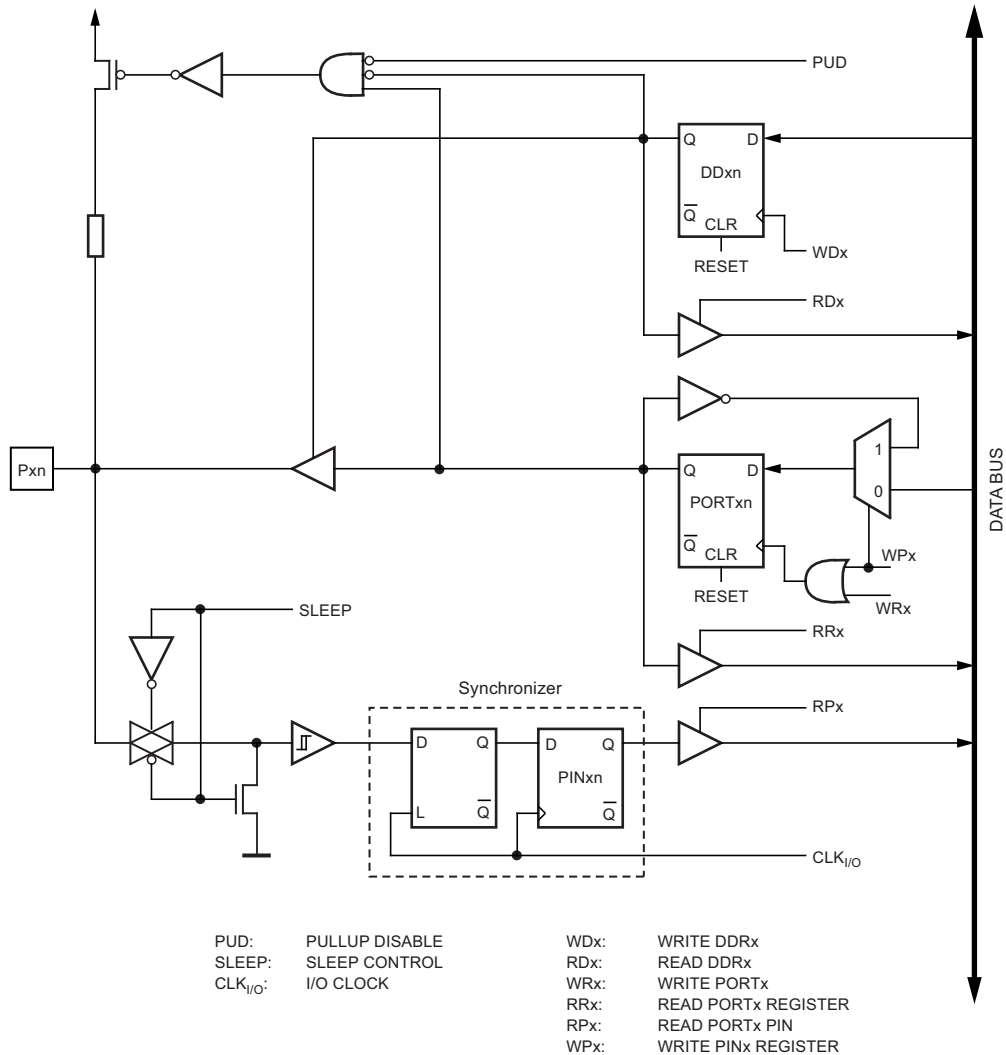 PUD
Q D
DDxn
Q
CLR
WDx
RESET
RDx
1
Pxn
Q D
0
PORTxn
DATA BUS
Q
CLR
WPx
RESET
WRx
SLEEP
RRx
Synchronizer
RPx
D Q D Q
PINxn
L Q Q
CLKI/O
PUD: PULLUP DISABLE
SLEEP: SLEEP CONTROL
CLKI/O: I/O CLOCK
WDx: WRITE DDRx
RDx: READ DDRx
WRx: WRITE PORTx
RRx: READ PORTx REGISTER
RPx: READ PORTx PIN
WPx: WRITE PINx REGISTER